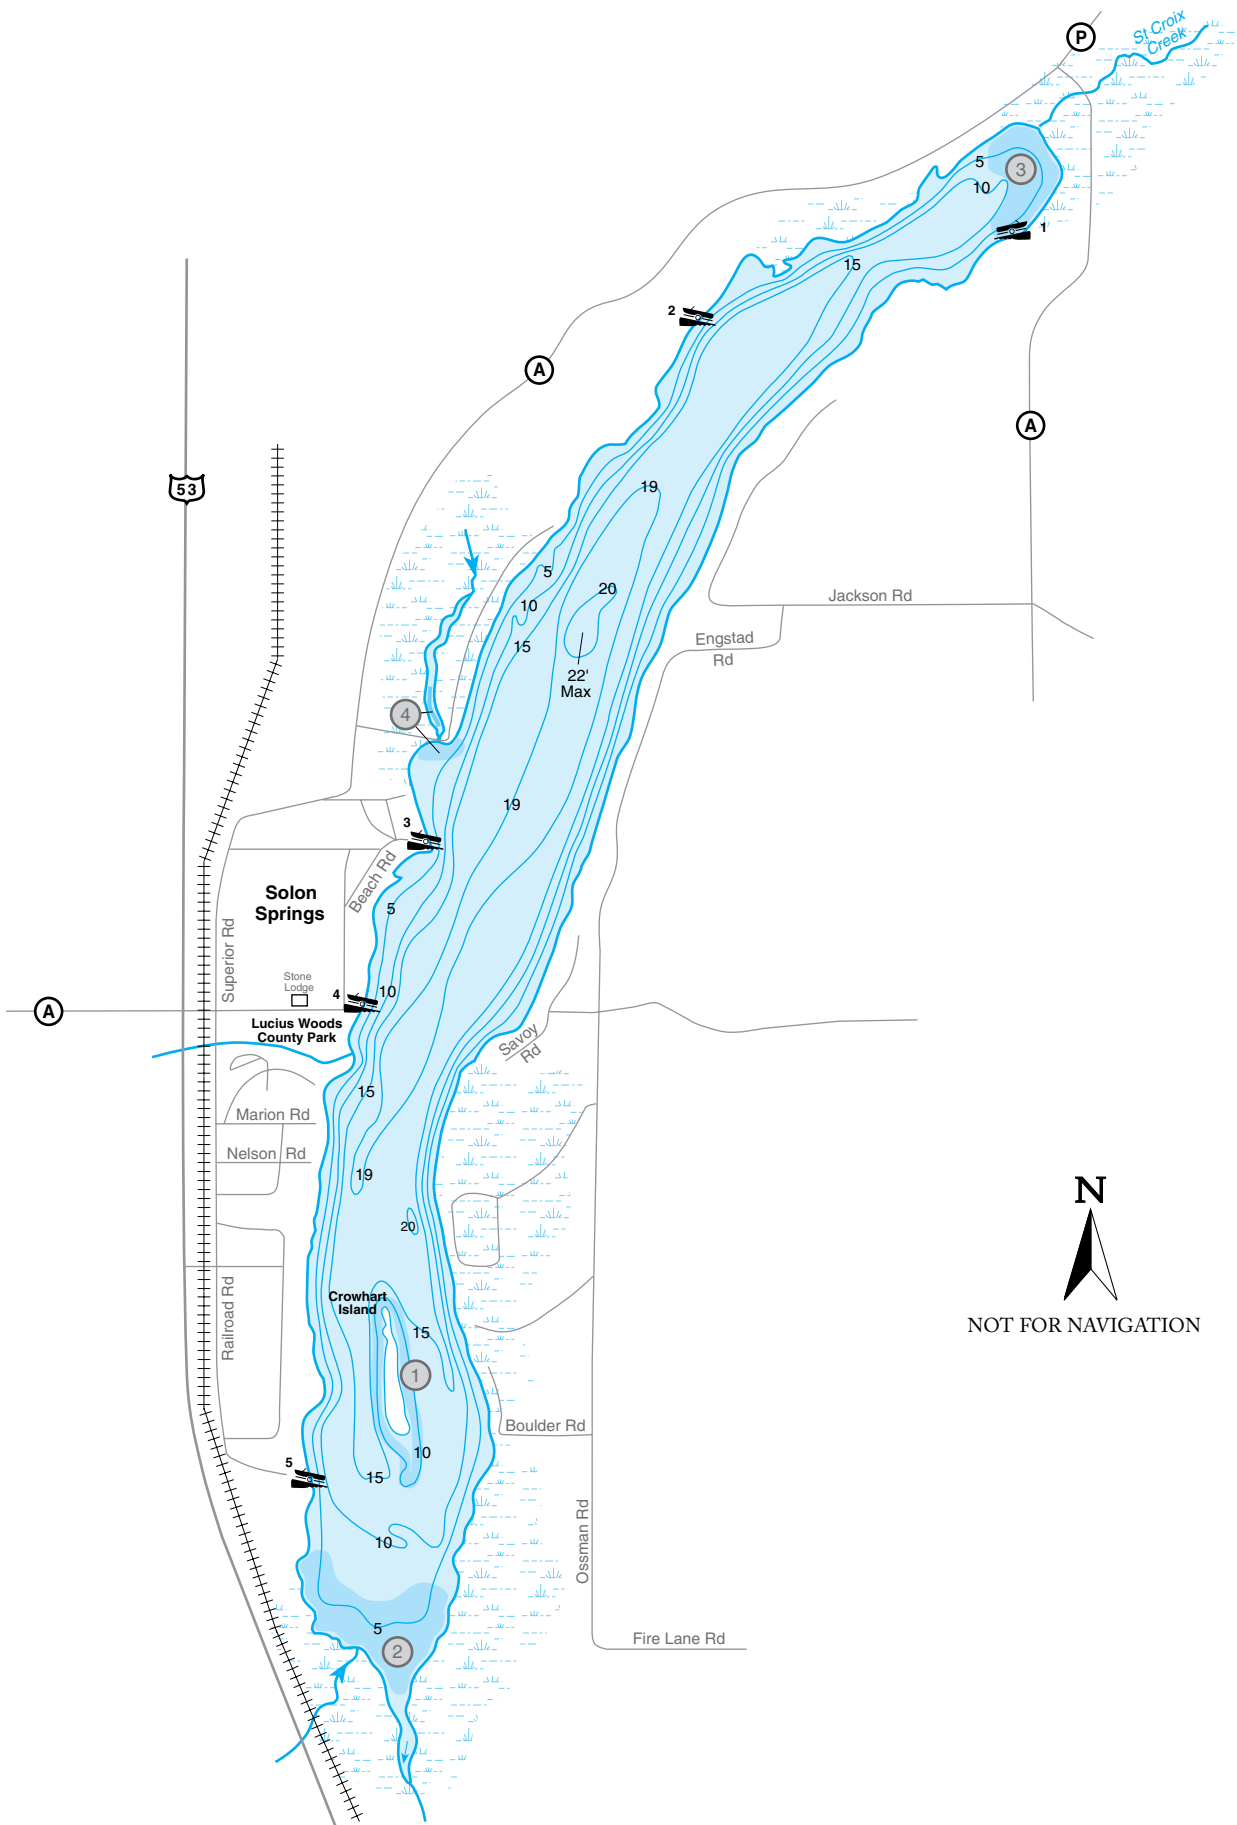 P
St Croix
Creek
5
3
10
1
15
2
A
A
53
19
5
20
10
Jackson Rd
15
Engstad
Rd
22'
Max
4
19
3
Beach Rd
Solon
Springs
5
Superior Rd
Stone
Lodge
4
10
A
Lucius Woods
County Park
Savoy
Rd
15
Marion Rd
Nelson Rd
19
N
20
NOT FOR NAVIGATION
Crowhart
Island
15
Railroad Rd
1
Boulder Rd
10
5
15
10
Ossman Rd
5
2
Fire Lane Rd